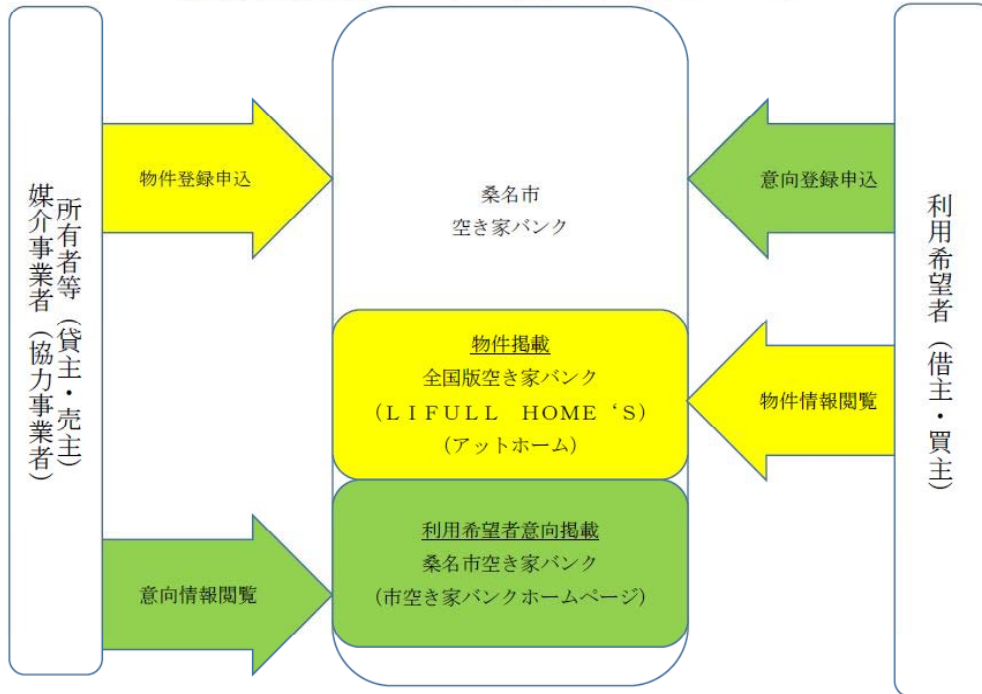 所有者等（貸主・売主）
媒介事業者（協力事業者）
物件登録申込
意向情報閲覧
桑名市
空き家バンク
物件掲載
全国版空き家バンク
（ＬＩＦＵＬＬ　ＨＯＭＥ‘Ｓ）
（アットホーム）
利用希望者意向掲載
桑名市空き家バンク
（市空き家バンクホームページ）
意向登録申込
物件情報閲覧
利用希望者（借主・買主）